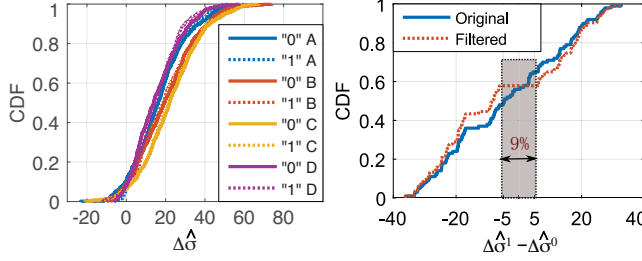 1
0.8
0.6
0.4
0.2
0
CDF
-20
0
20
40
60
80
Δσ̂
"0" A
"1" A
"0" B
"1" B
"0" C
"1" C
"0" D
"1" D
Original
Filtered
1
0.8
0.6
0.4
0.2
0
CDF
9%
-40
-20
-5
5
20
40
Δσ̂¹ -Δσ̂⁰